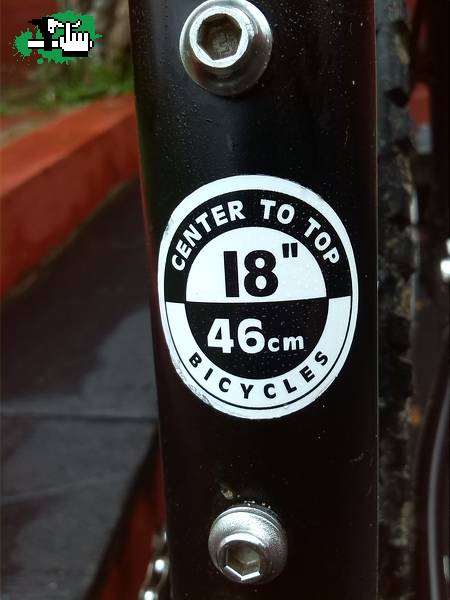 CENTER TO TOP
18"
46cm
BICYCLES